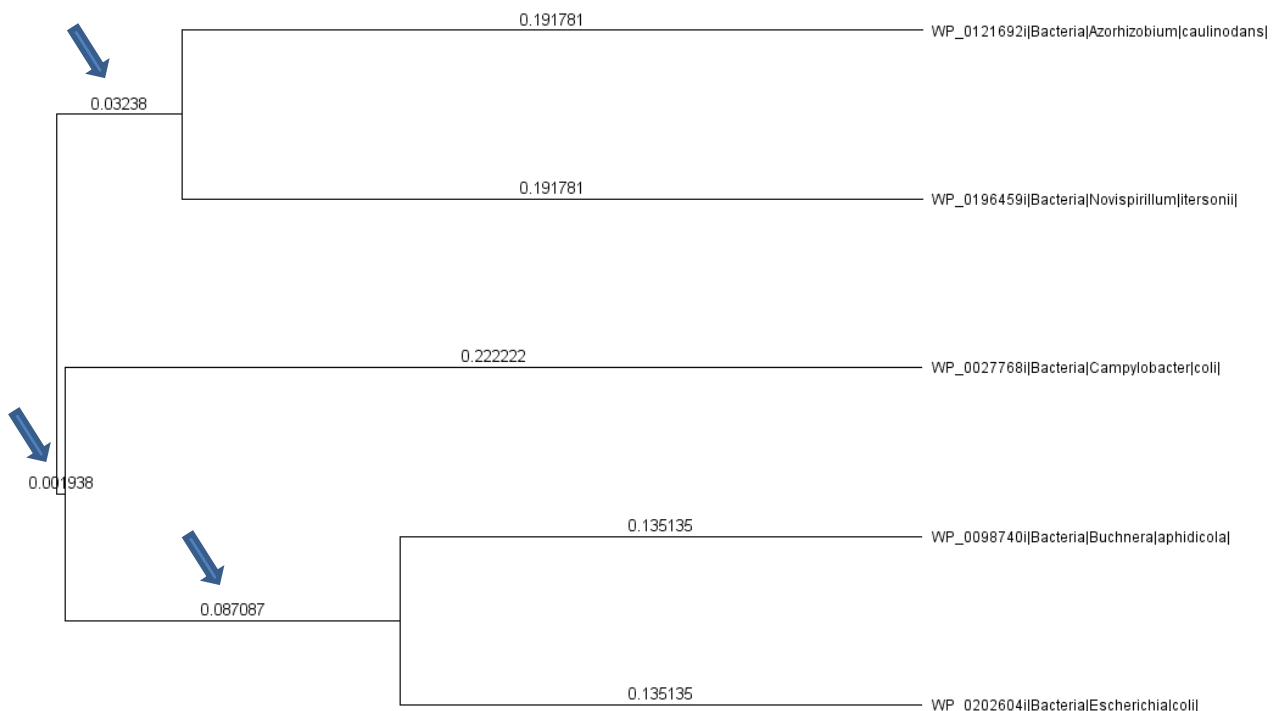 0.191781
WP_0121692i|Bacteria|Azorhizobium|caulinodans|
0.03238
0.191781
WP_0196459i|Bacteria|Novispirillum|itersonii|
0.222222
WP_0027768i|Bacteria|Campylobacter|coli|
0.001938
0.135135
WP_0098740i|Bacteria|Buchnera|aphidicola|
0.087087
0.135135
WP_0202604i|Bacteria|Escherichia|coli|